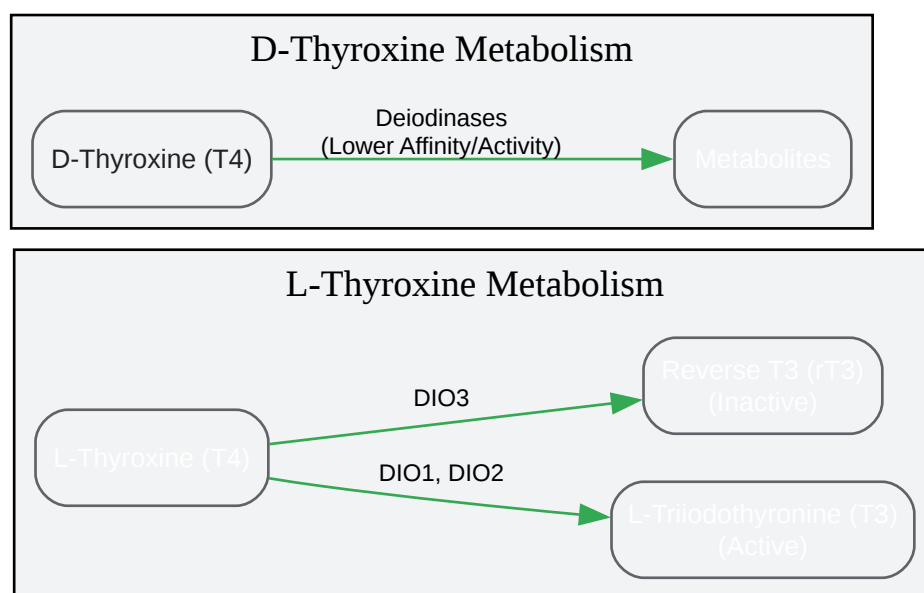 D-Thyroxine Metabolism
Deiodinases
(Lower Affinity/Activity)
D-Thyroxine (T4)
Metabolites
L-Thyroxine Metabolism
Reverse T3 (rT3)
(Inactive)
DIO3
L-Thyroxine (T4)
DIO1, DIO2
L-Triiodothyronine (T3)
(Active)